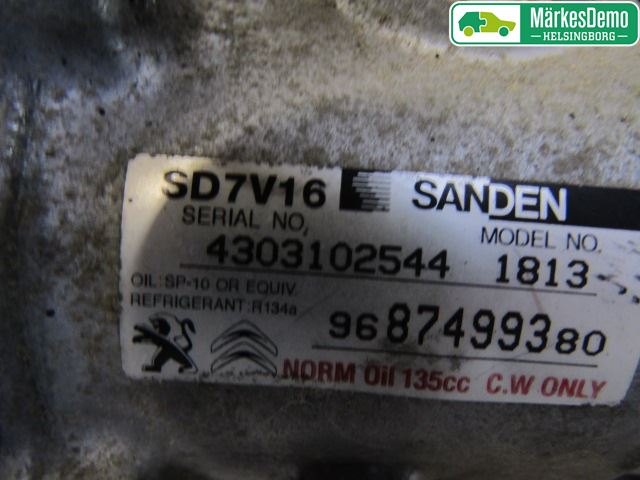 MärkesDemo
HELSINGBORG
SD7V16 SANDEN
SERIAL NO, MODEL NO.
4303102544 1813
OIL:SP-10 OR EQUIV.
REFRIGERANT:R134a
9687499380
NORM Oil 135cc C.W ONLY